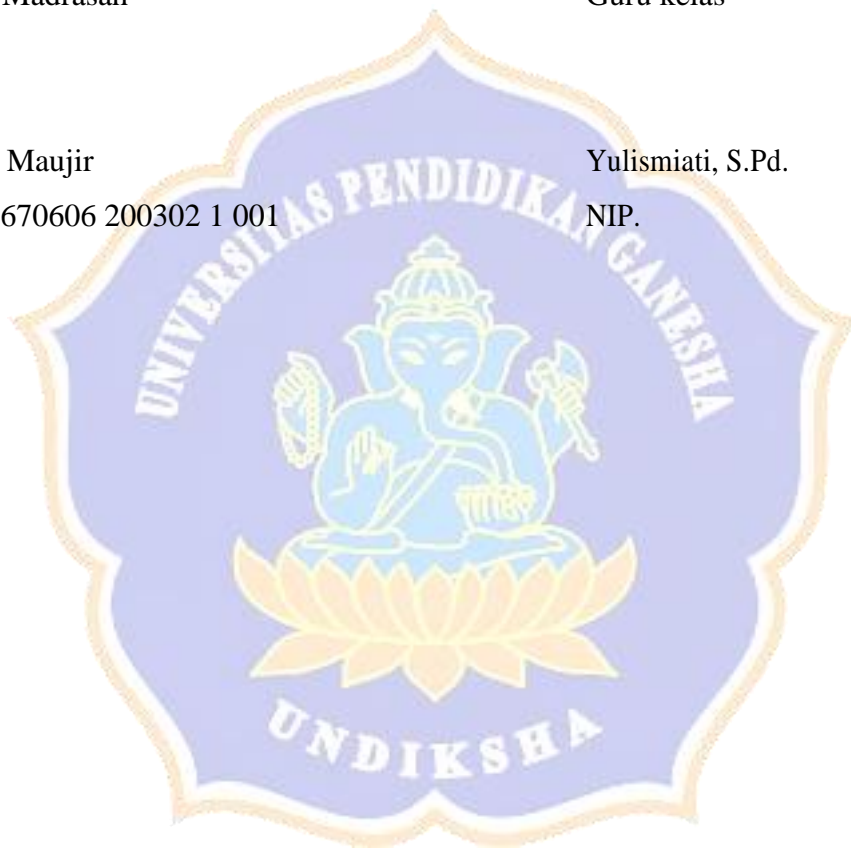 Madrasah Guru kelas
Maujir Yulismiati, S.Pd.
670606 200302 1 001 NIP.
UNIVERSITAS PENDIDIKAN GANESHA
UNDIKSHA